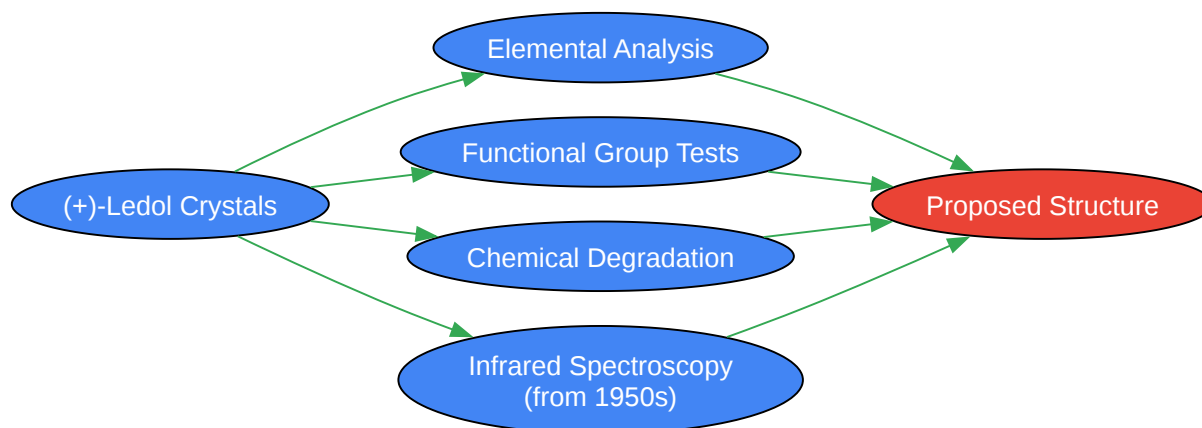 Elemental Analysis
Functional Group Tests
(+)-Ledol Crystals
Proposed Structure
Chemical Degradation
Infrared Spectroscopy
(from 1950s)